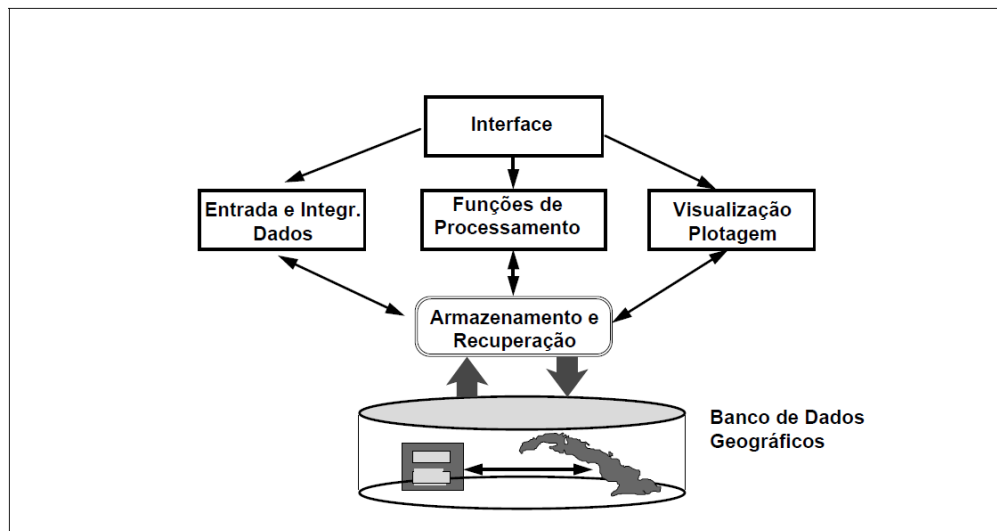 Interface
Entrada e Integr.
Dados
Funções de
Processamento
Visualização
Plotagem
Armazenamento e
Recuperação
Banco de Dados
Geográficos